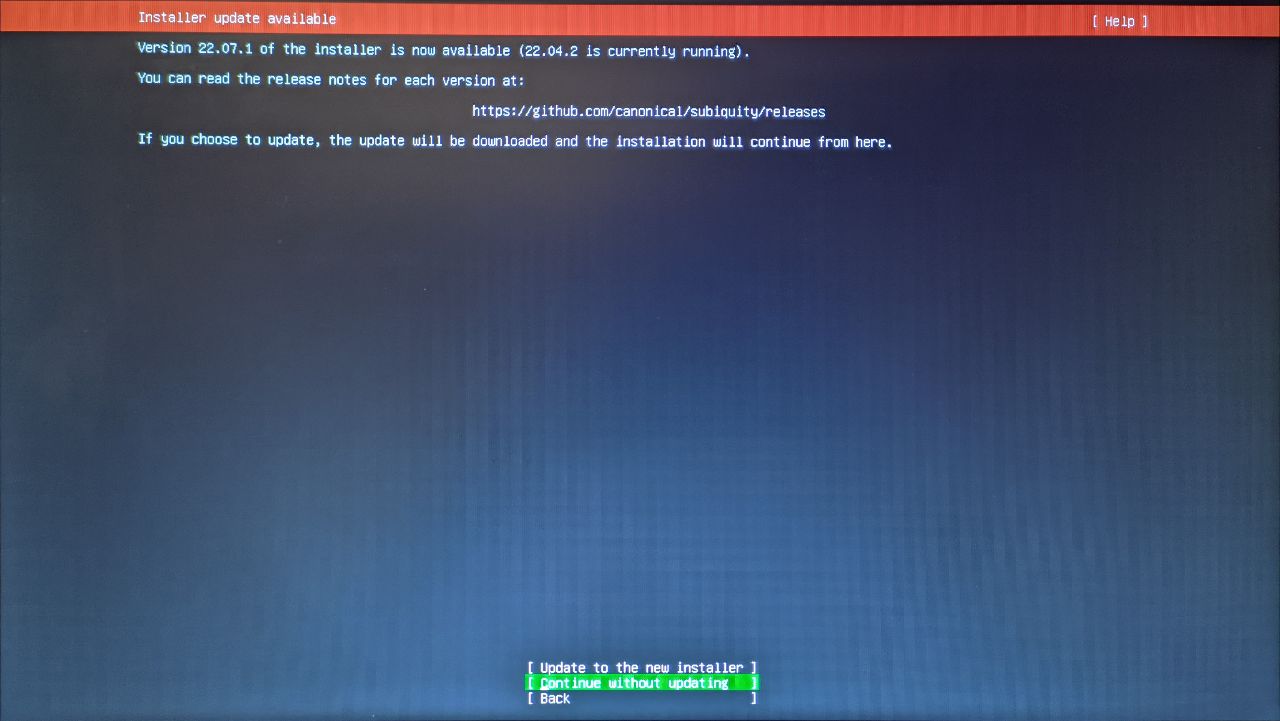 Installer update available [ Help ]
Version 22.07.1 of the installer is now available (22.04.2 is currently running).
You can read the release notes for each version at:
https://github.com/canonical/subiquity/releases
If you choose to update, the update will be downloaded and the installation will continue from here.
[ Update to the new installer ]
[ Continue without updating ]
[ Back ]